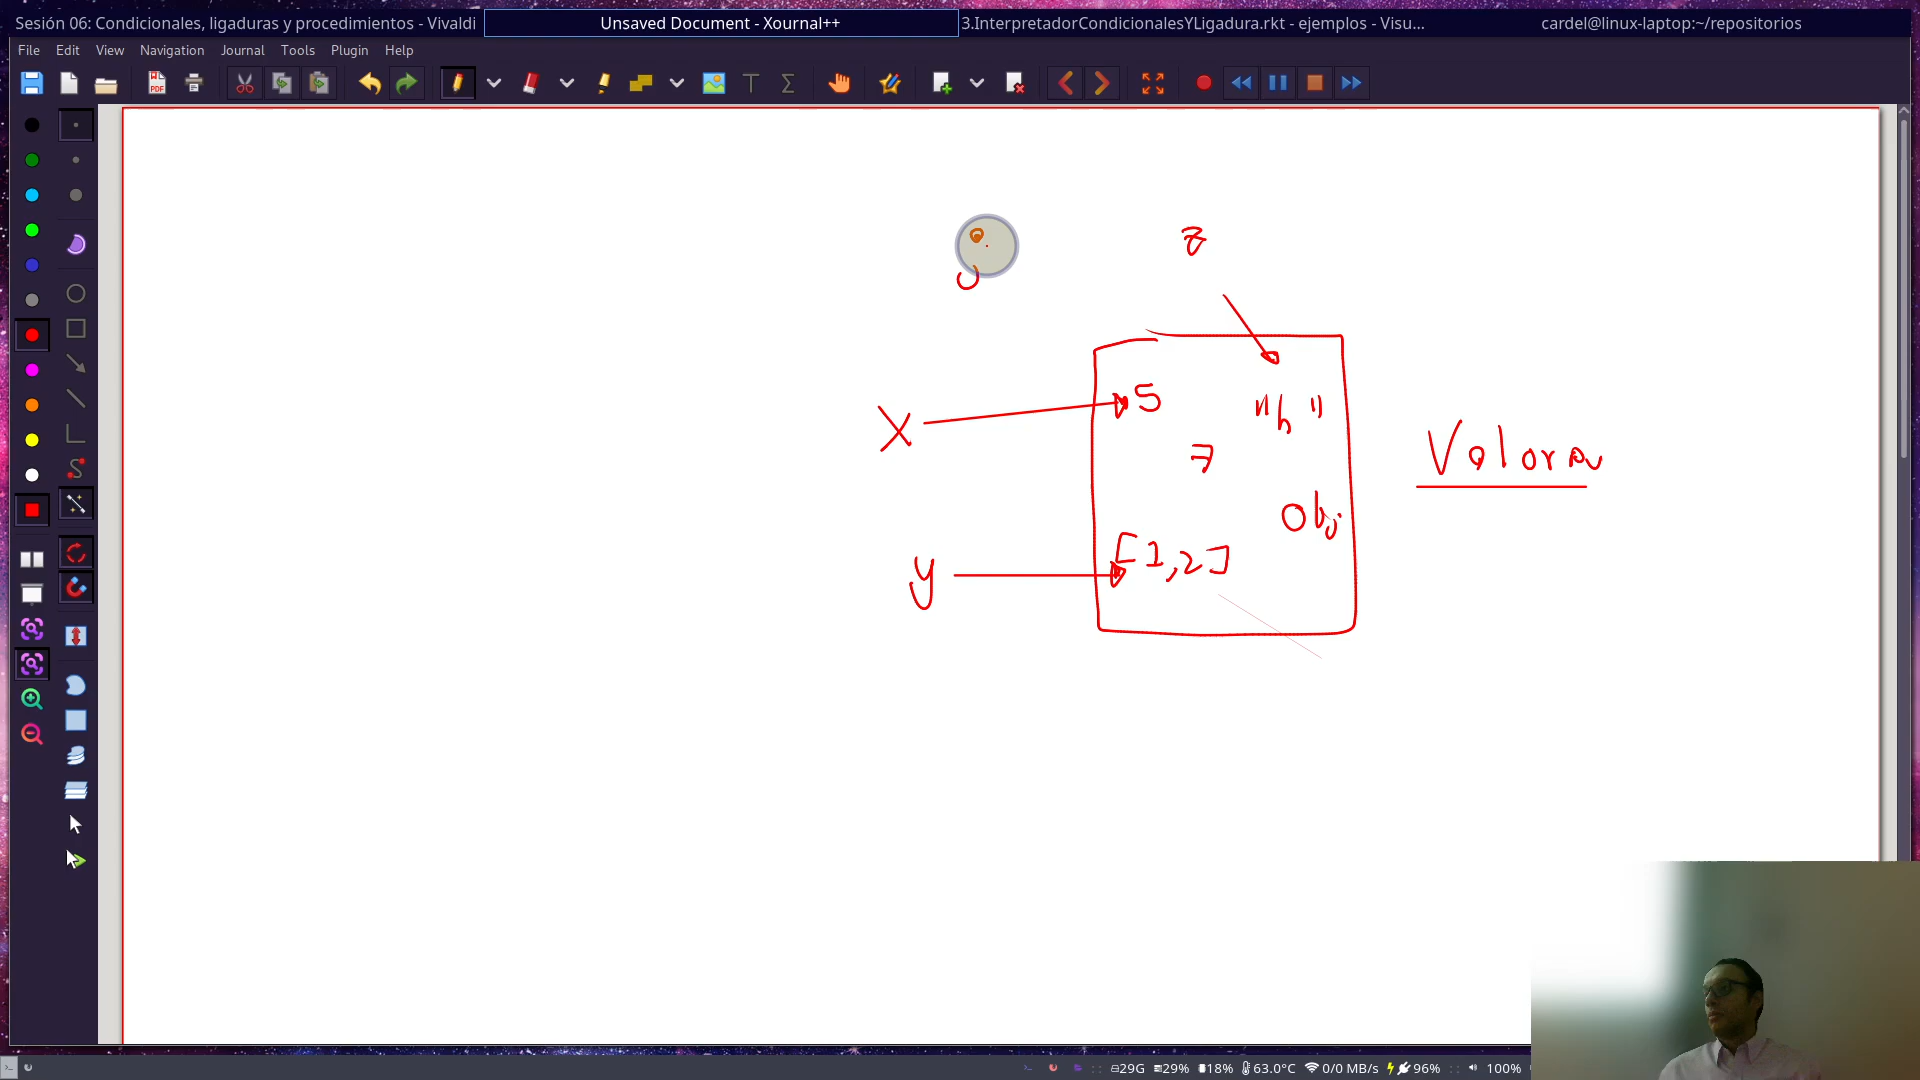 Sesión 06: Condicionales, ligaduras y procedimientos - Vivaldi
Unsaved Document - Xournal++
3.InterpretadorCondicionalesYLigadura.rkt - ejemplos - Visu...
cardel@linux-laptop:~/repositorios
File Edit View Navigation Journal Tools Plugin Help
PDF
z
x
5
"h"
7
Obj
y
[1,2]
29G 29% 18% 63.0°C 0/0 MB/s 96% 100%